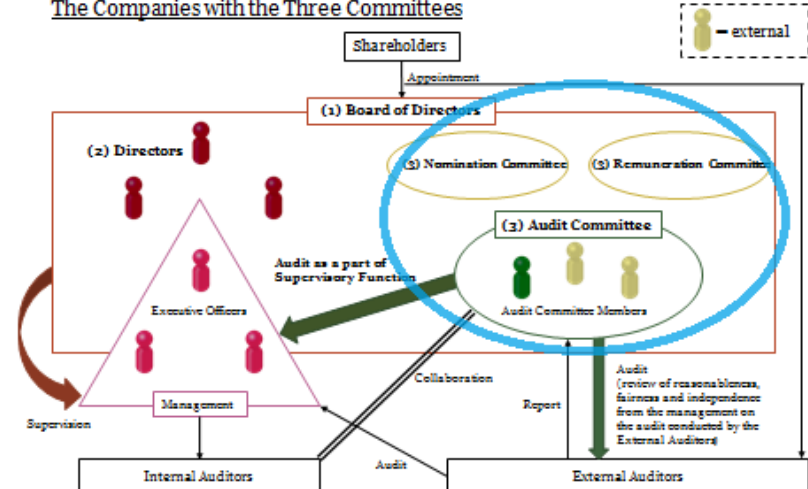 The Companies with the Three Committees
= external
Shareholders
Appointment
(1) Board of Directors
(2) Directors
(3) Nomination Committee
(3) Remuneration Committee
(3) Audit Committee
Audit as a part of
Supervisory Function
Executive Officers
Audit Committee Members
Management
Supervision
Collaboration
Report
Audit
(review of reasonableness,
fairness and independence
from the management on
the audit conducted by the
External Auditors)
Audit
Internal Auditors
External Auditors